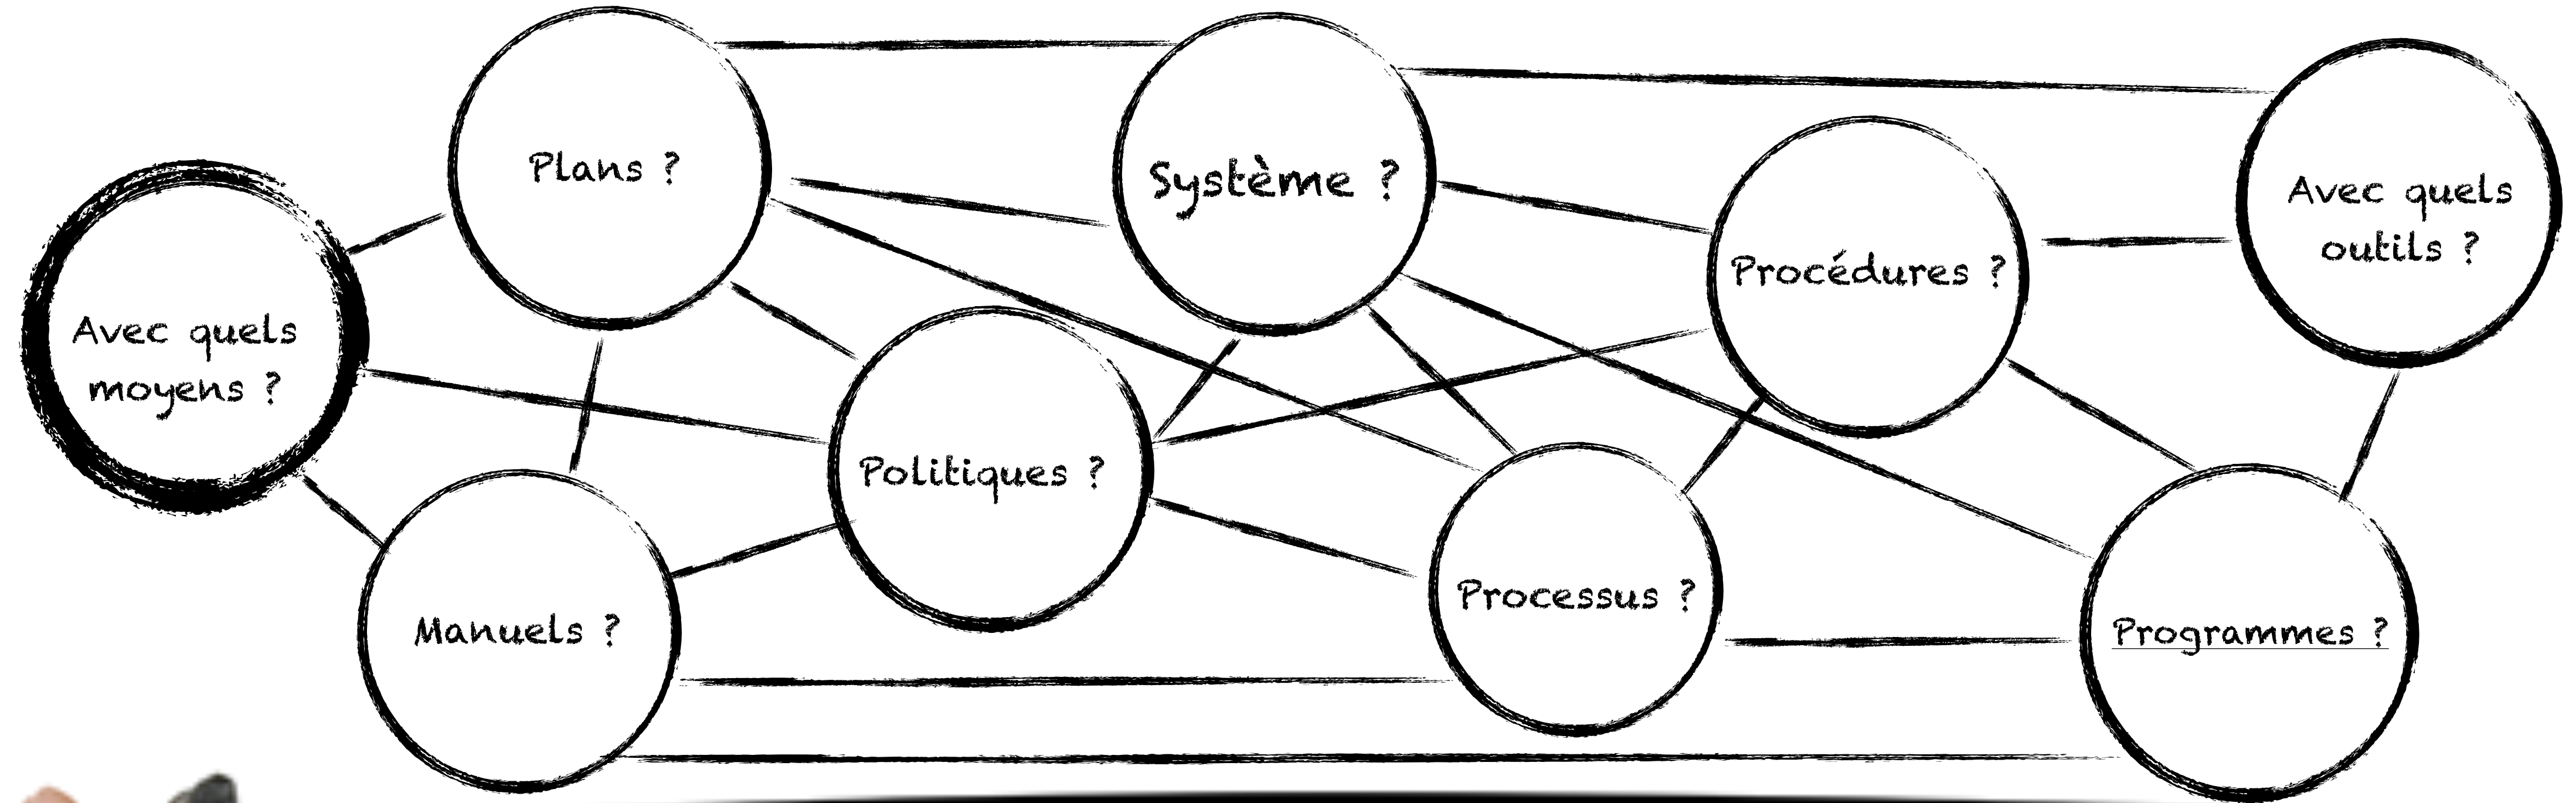 Plans ?
Système ?
Avec quels
outils ?
Procédures ?
Avec quels
moyens ?
Politiques ?
Processus ?
Manuels ?
Programmes ?